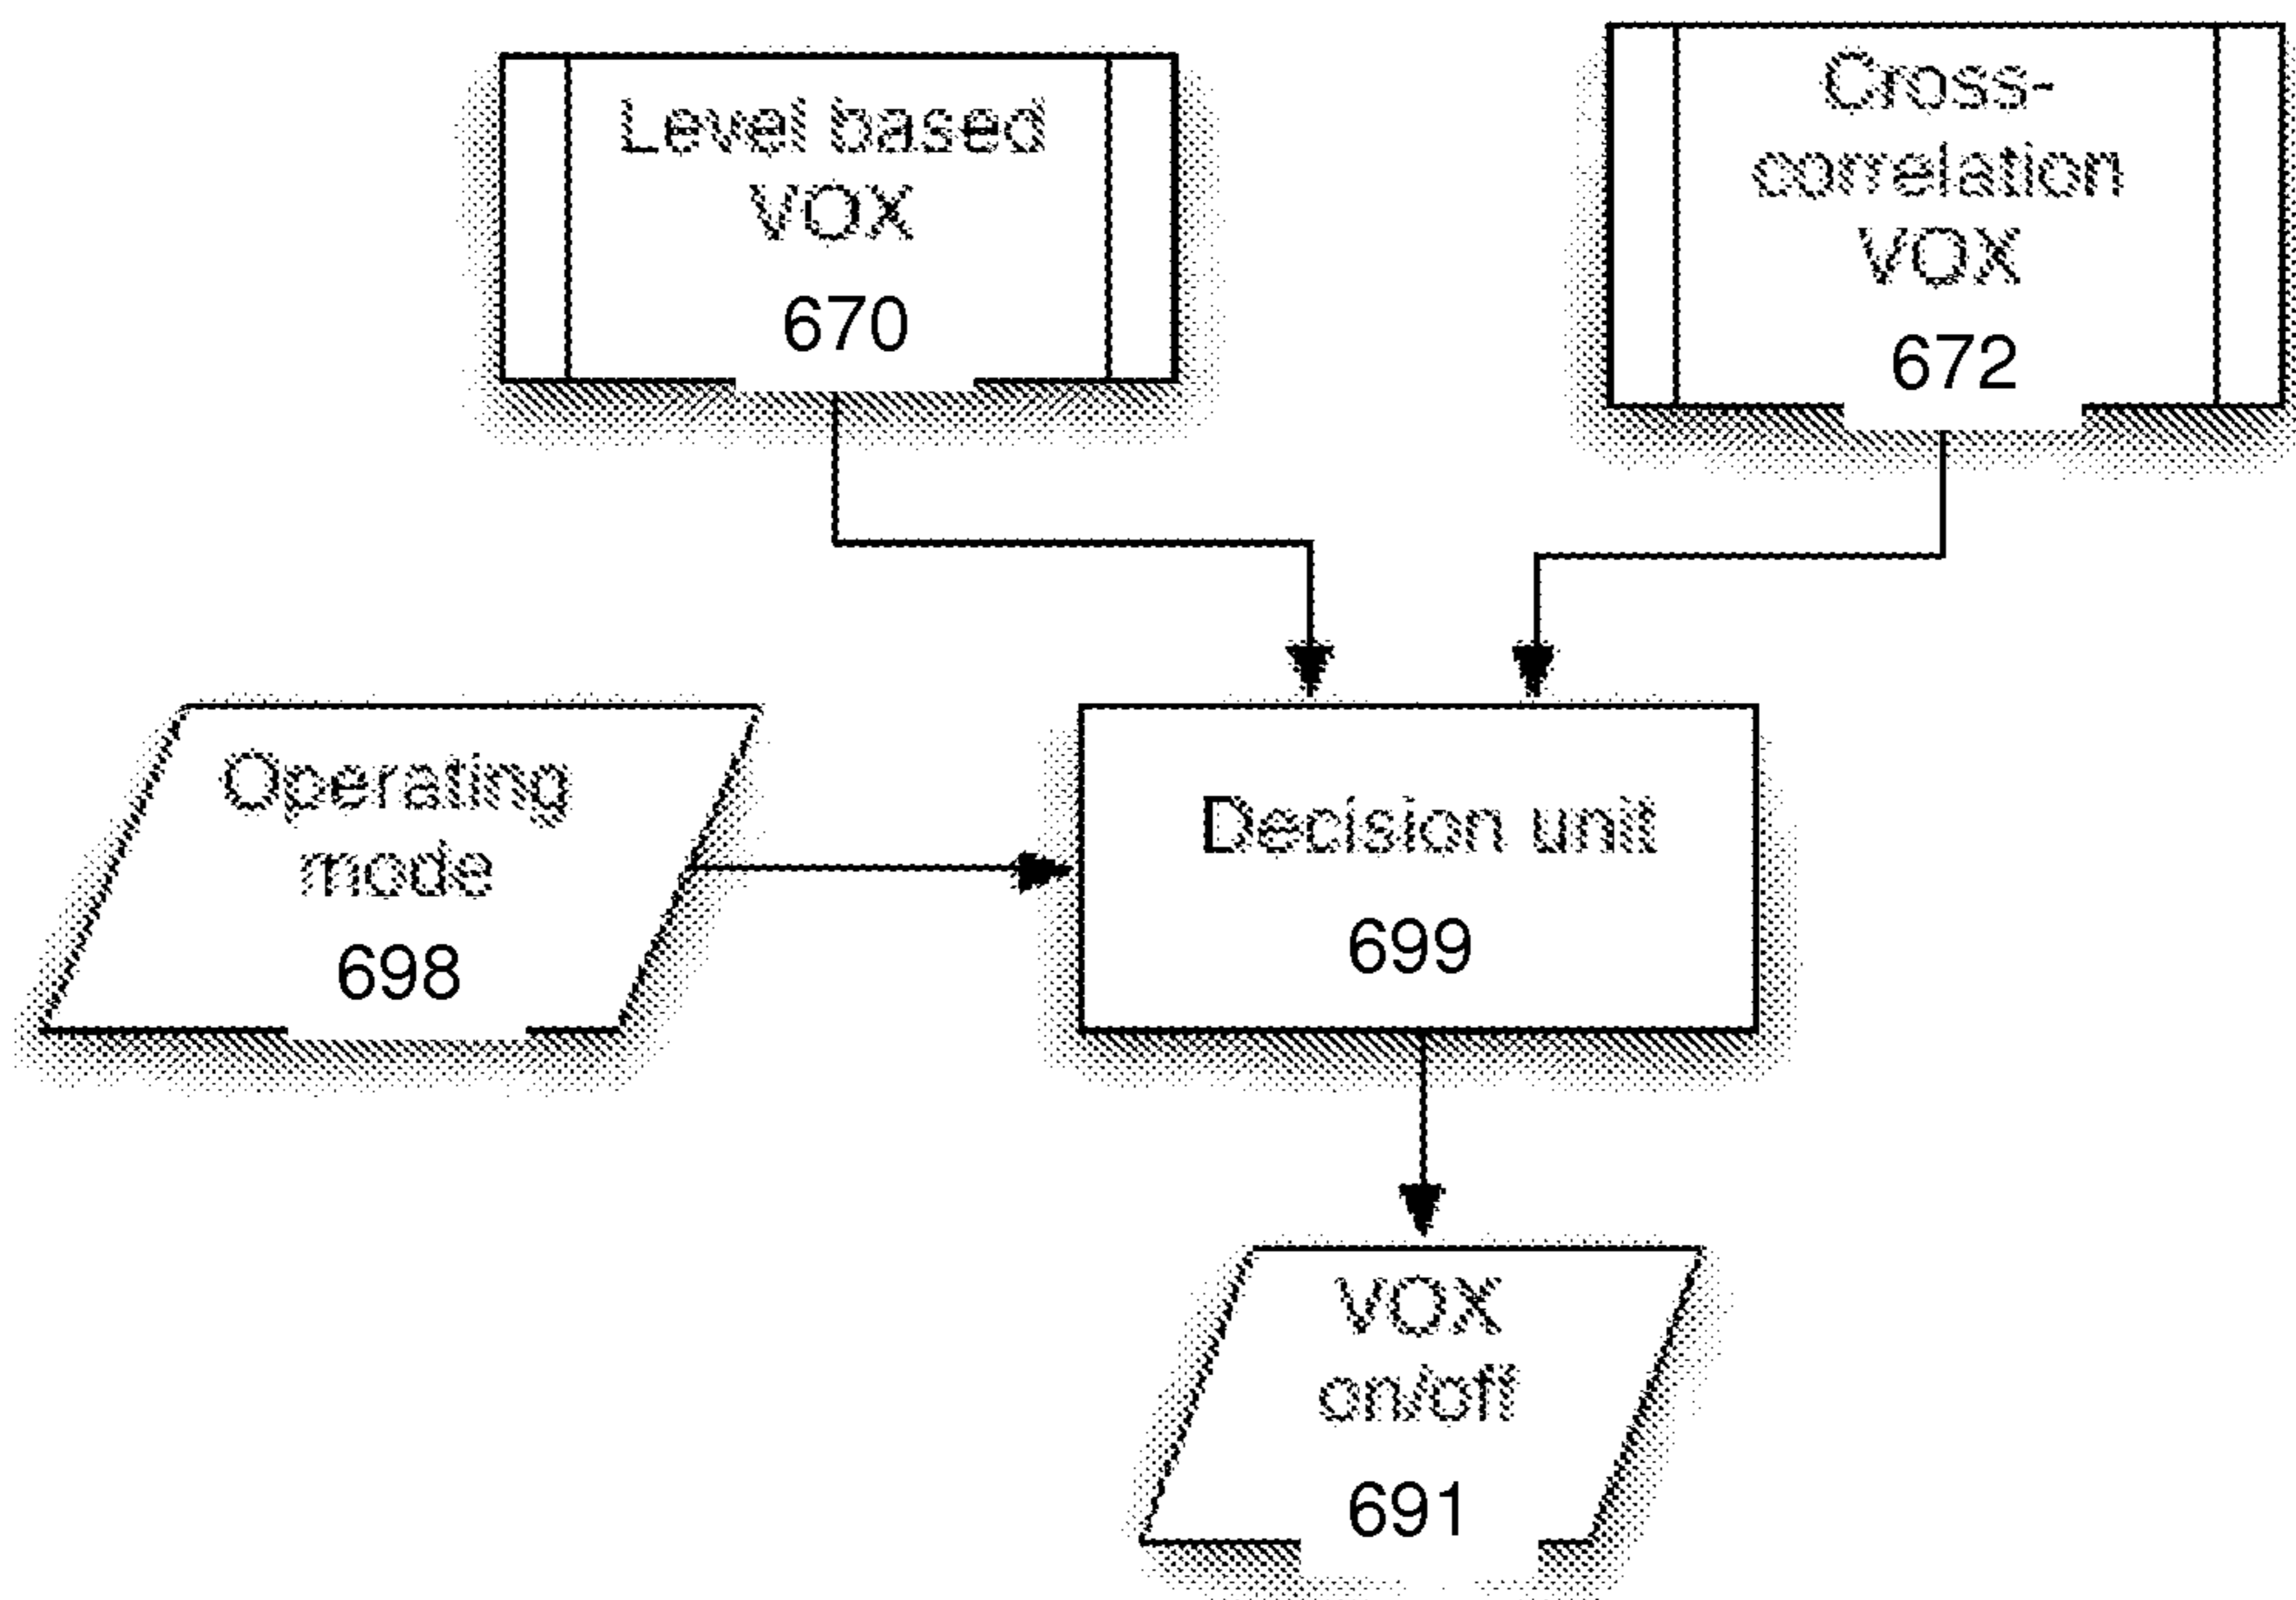 Level based
VOX
670
Cross-
correlation
VOX
672
Operating
mode
698
Decision unit
699
VOX
on/off
691